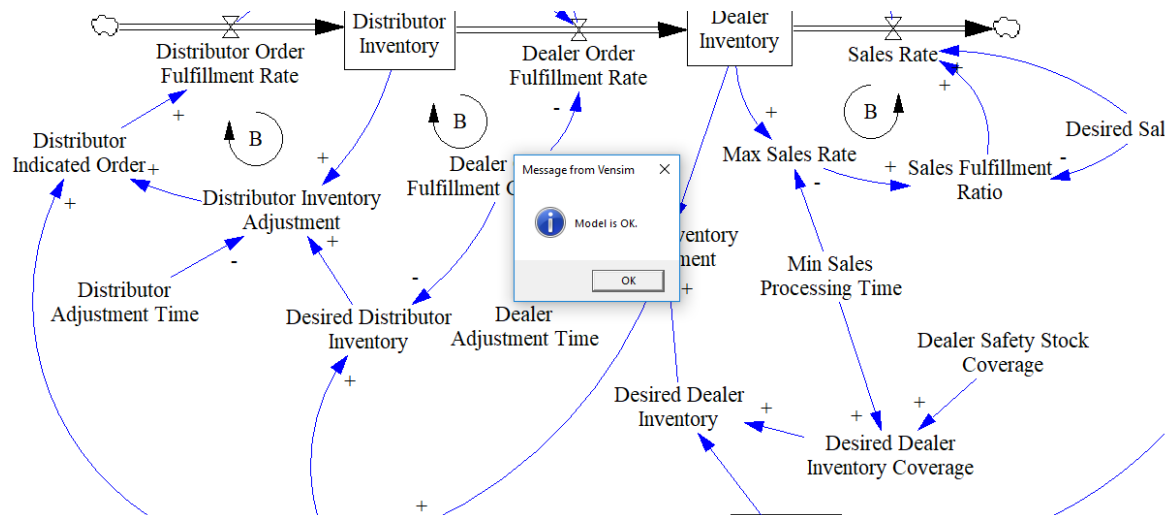 Distributor
Inventory
Dealer
Inventory
Distributor Order
Fulfillment Rate
Dealer Order
Fulfillment Rate
Sales Rate
+
-
+
+
+
B
B
B
Distributor
Indicated Order
+
+
+
Dealer
Fulfillment
Max Sales Rate
-
+
Sales Fulfillment
Ratio
-
Desired Sal
Message from Vensim
Model is OK.
OK
Distributor Inventory
Adjustment
+
-
-
+
Distributor
Adjustment Time
Desired Distributor
Inventory
+
Dealer
Adjustment Time
Min Sales
Processing Time
Dealer Safety Stock
Coverage
Desired Dealer
Inventory
+
+
+
Desired Dealer
Inventory Coverage
+